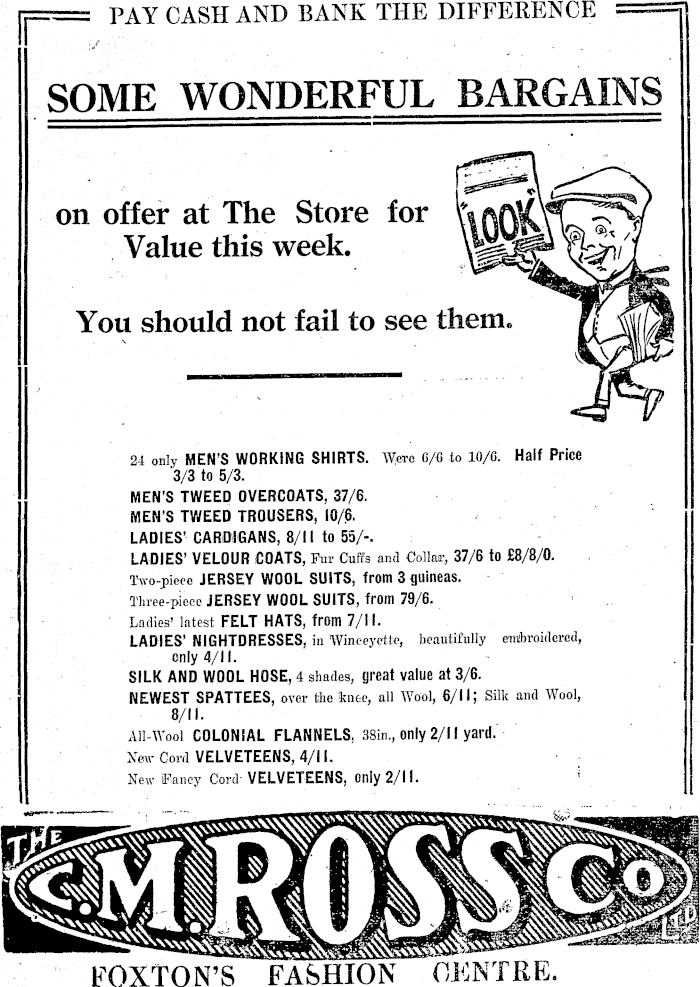 PAY CASH AND BANK THE DIFFERENCE
SOME WONDERFUL BARGAINS
on offer at The Store for
Value this week.
"LOOK"
You should not fail to see them.
24 only MEN'S WORKING SHIRTS. Were 6/6 to 10/6. Half Price
3/3 to 5/3.
MEN'S TWEED OVERCOATS, 37/6.
MEN'S TWEED TROUSERS, 10/6.
LADIES' CARDIGANS, 8/11 to 55/-.
LADIES' VELOUR COATS, Fur Cuffs and Collar, 37/6 to £8/8/0.
Two-piece JERSEY WOOL SUITS, from 3 guineas.
Three-piece JERSEY WOOL SUITS, from 79/6.
Ladies' latest FELT HATS, from 7/11.
LADIES' NIGHTDRESSES, in Winceyette, beautifully embroidered,
only 4/11.
SILK AND WOOL HOSE, 4 shades, great value at 3/6.
NEWEST SPATTEES, over the knee, all Wool, 6/11; Silk and Wool,
8/11.
All-Wool COLONIAL FLANNELS, 38in., only 2/11 yard.
New Cord VELVETEENS, 4/11.
New Fancy Cord VELVETEENS, only 2/11.
THE
C.M. ROSS Co
LTD
FOXTON'S FASHION CENTRE.